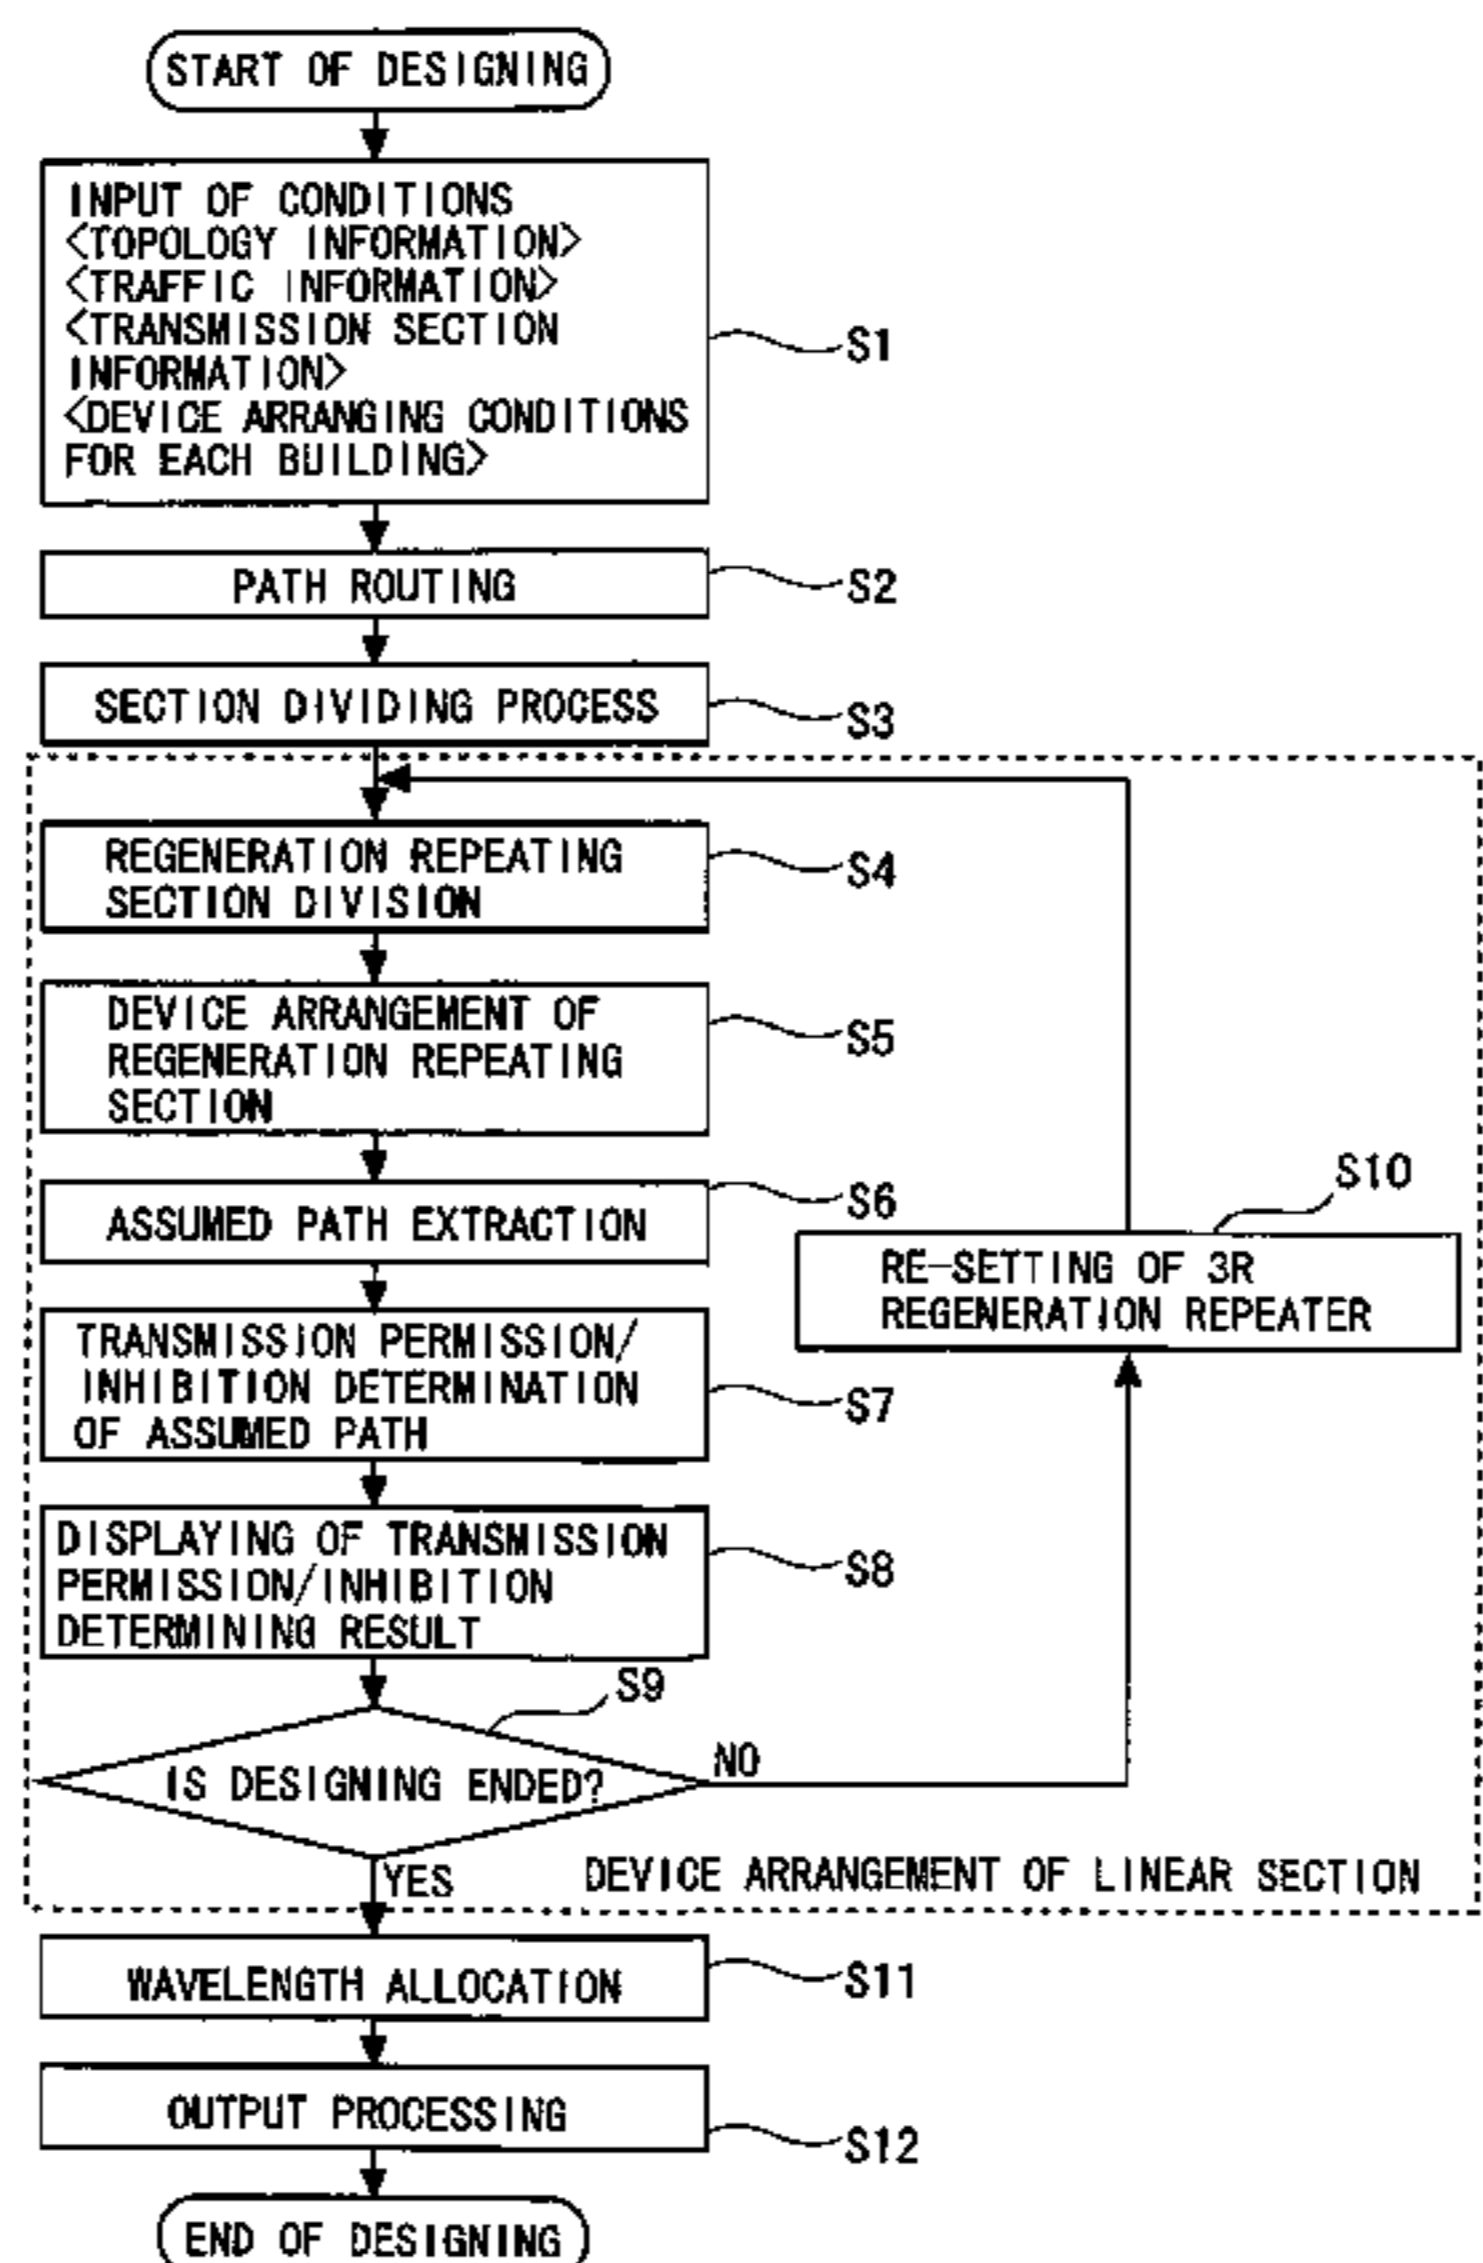 START OF DESIGNING
INPUT OF CONDITIONS
<TOPOLOGY INFORMATION>
<TRAFFIC INFORMATION>
<TRANSMISSION SECTION
INFORMATION>
<DEVICE ARRANGING CONDITIONS
FOR EACH BUILDING>
S1
PATH ROUTING
S2
SECTION DIVIDING PROCESS
S3
REGENERATION REPEATING
SECTION DIVISION
S4
DEVICE ARRANGEMENT OF
REGENERATION REPEATING
SECTION
S5
ASSUMED PATH EXTRACTION
S6
S10
RE-SETTING OF 3R
REGENERATION REPEATER
TRANSMISSION PERMISSION/
INHIBITION DETERMINATION
OF ASSUMED PATH
S7
DISPLAYING OF TRANSMISSION
PERMISSION/INHIBITION
DETERMINING RESULT
S8
S9
IS DESIGNING ENDED?
NO
YES
DEVICE ARRANGEMENT OF LINEAR SECTION
WAVELENGTH ALLOCATION
S11
OUTPUT PROCESSING
S12
END OF DESIGNING